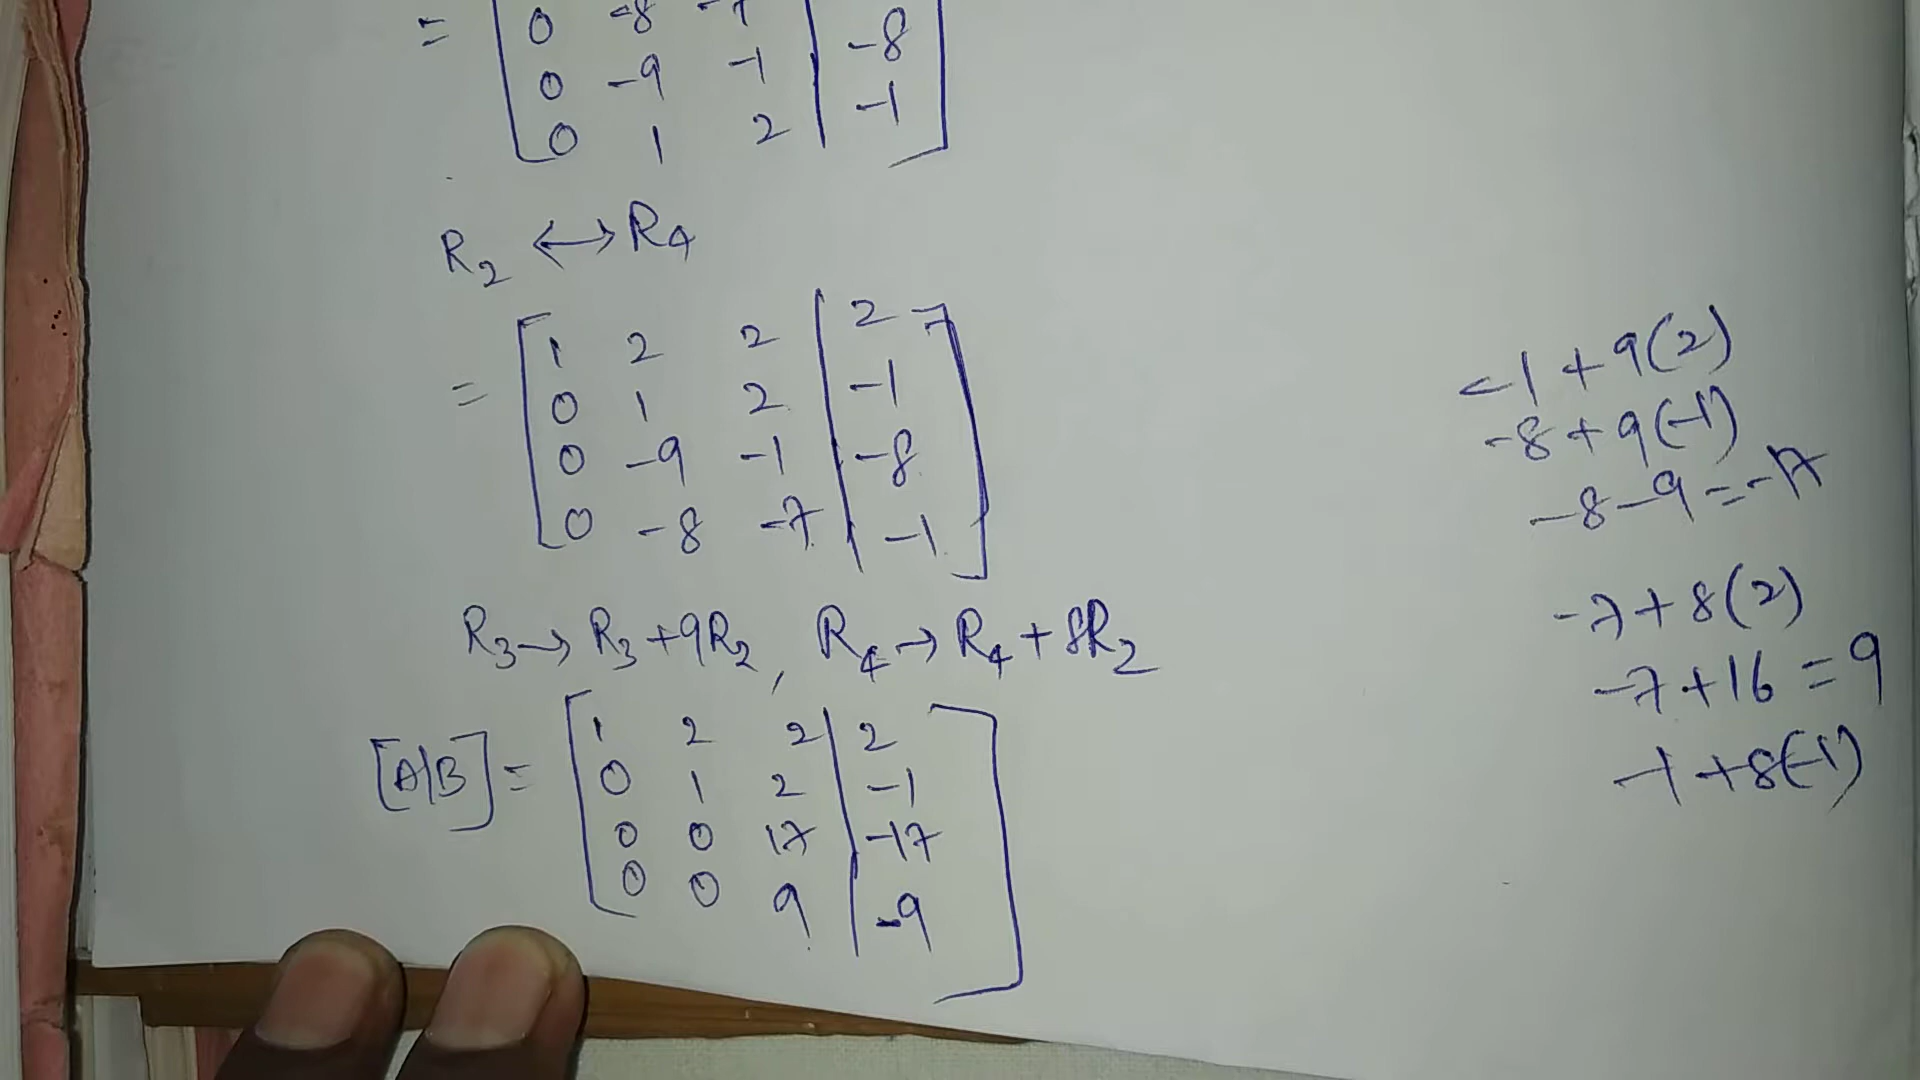 = [ 0 -8 -7 |
0 -9 -1 | -8
0 1 2 | -1 ]
R2 ↔ R4
= [ 1 2 2 | 2
0 1 2 | -1
0 -9 -1 | -8
0 -8 -7 | -1 ]
R3 → R3 + 9R2, R4 → R4 + 8R2
[A|B] = [ 1 2 2 | 2
0 1 2 | -1
0 0 17 | -17
0 0 9 | -9 ]
-1 + 9(2)
-8 + 9(-1)
-8 - 9 = -17
-7 + 8(2)
-7 + 16 = 9
-1 + 8(-1)